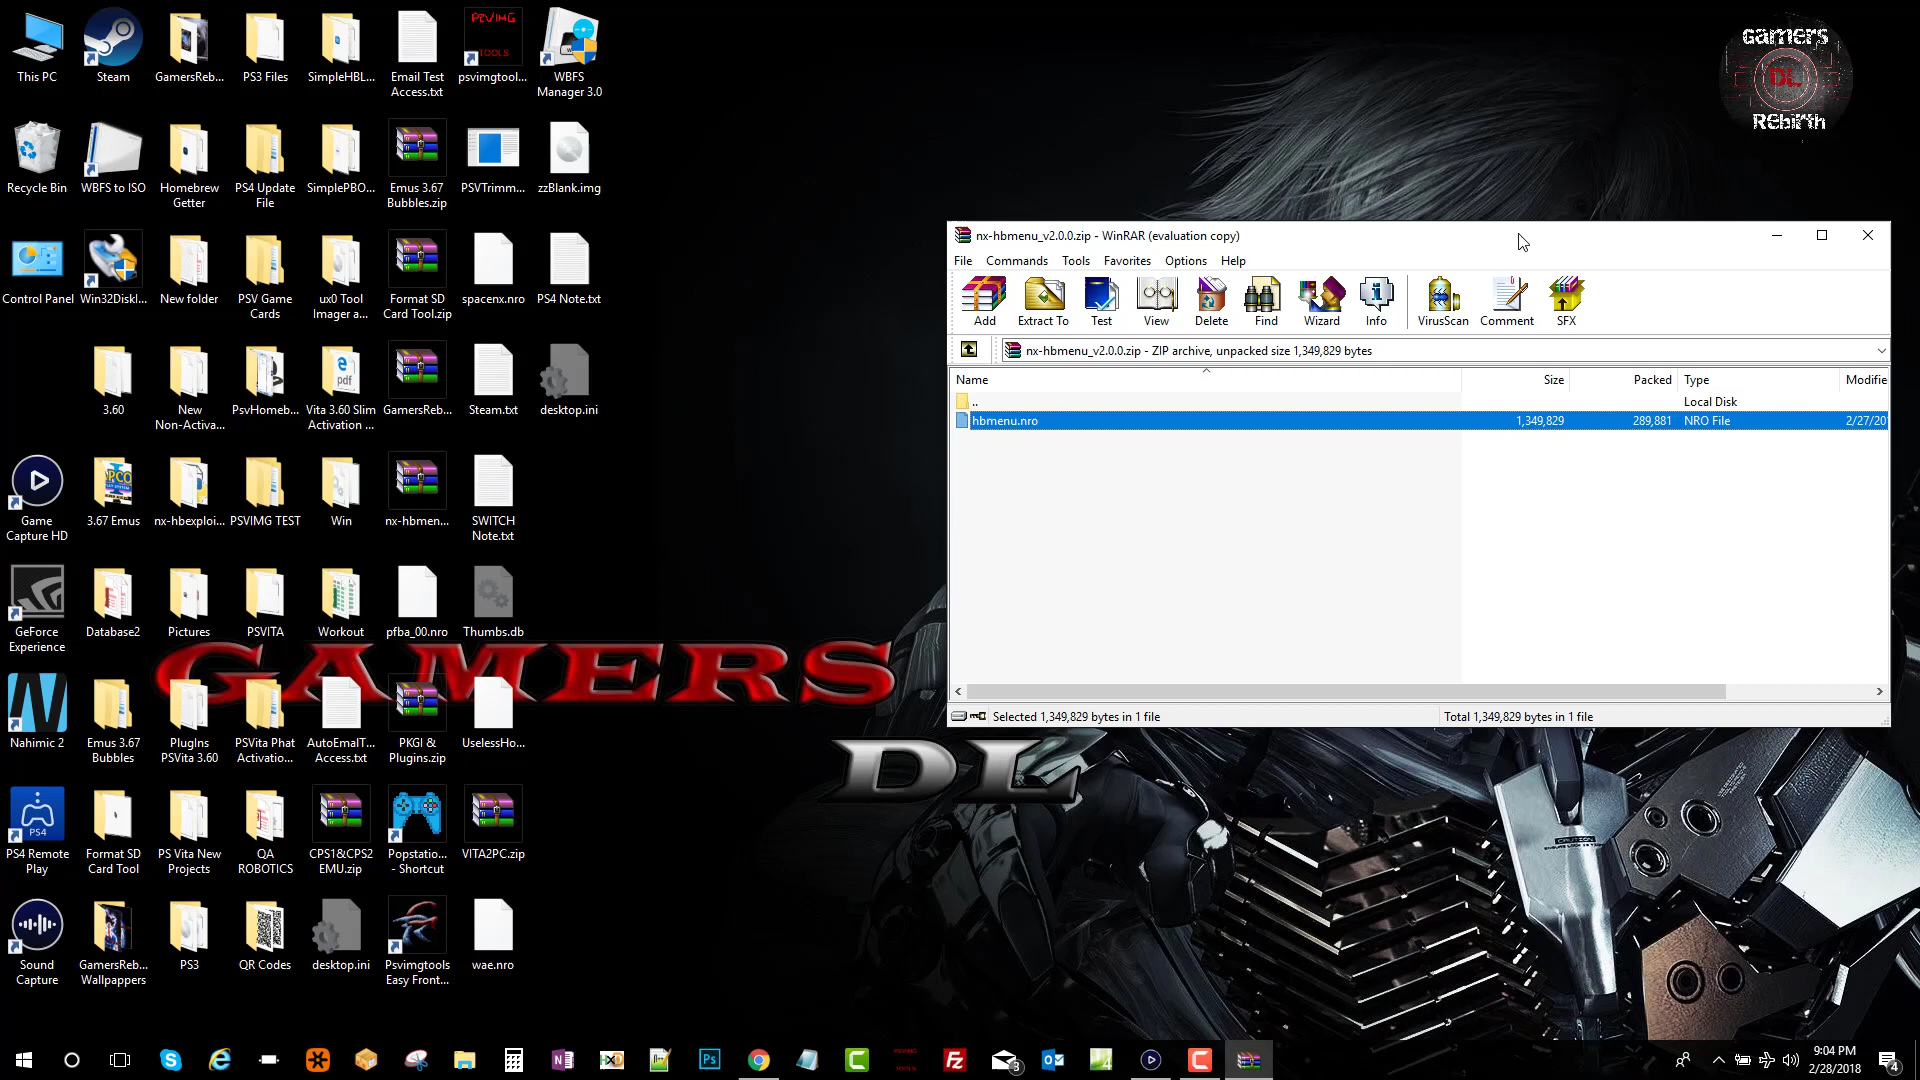 This PC
Steam
GamersReb...
PS3 Files
SimpleHBL...
Email Test
Access.txt
PSVIMG
TOOLS
psvimgtool...
WBFS
Manager 3.0
Recycle Bin
WBFS to ISO
Homebrew
Getter
PS4 Update
File
SimplePBO...
Emus 3.67
Bubbles.zip
PSVTrimm...
zzBlank.img
Control Panel
Win32DiskI...
New folder
PSV Game
Cards
ux0 Tool
Imager a...
Format SD
Card Tool.zip
spacenx.nro
PS4 Note.txt
3.60
New
Non-Activa...
PsvHomeb...
pdf
Vita 3.60 Slim
Activation ...
GamersReb...
Steam.txt
desktop.ini
Game
Capture HD
3.67 Emus
nx-hbexploi...
PSVIMG TEST
Win
nx-hbmen...
SWITCH
Note.txt
GeForce
Experience
Database2
Pictures
PSVITA
Workout
pfba_00.nro
Thumbs.db
Nahimic 2
Emus 3.67
Bubbles
PlugIns
PSVita 3.60
PSVita Phat
Activatio...
AutoEmalT...
Access.txt
PKGI &
Plugins.zip
UselessHo...
PS4
PS4 Remote
Play
Format SD
Card Tool
PS Vita New
Projects
QA
ROBOTICS
CPS1&CPS2
EMU.zip
Popstatio...
- Shortcut
VITA2PC.zip
Sound
Capture
GamersReb...
Wallpappers
PS3
QR Codes
desktop.ini
Psvimgtools
Easy Front...
wae.nro
GAMERS
DL
gamers
DL
REbirth
CAUTION
nx-hbmenu_v2.0.0.zip - WinRAR (evaluation copy)
File Commands Tools Favorites Options Help
Add Extract To Test View Delete Find Wizard Info VirusScan Comment SFX
nx-hbmenu_v2.0.0.zip - ZIP archive, unpacked size 1,349,829 bytes
Name Size Packed Type Modifie
.. Local Disk
hbmenu.nro 1,349,829 289,881 NRO File 2/27/20
Selected 1,349,829 bytes in 1 file
Total 1,349,829 bytes in 1 file
3
9:04 PM
2/28/2018
4